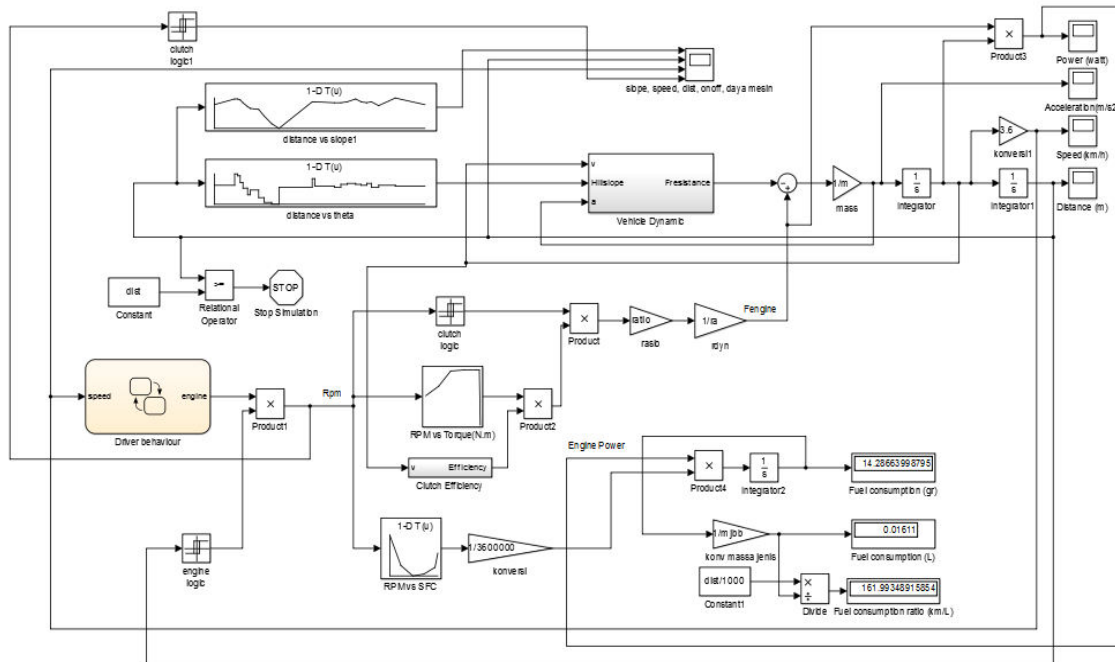 clutch
logic1
1-D T(u)
distance vs slope1
1-D T(u)
distance vs theta
slope, speed, dist, onoff, daya mesin
×
Product3
Power (watt)
Acceleration(m/s2
3.6
konversi1
Speed(km/h)
v
Hillslope
a
Fresistance
Vehicle Dynamic
-
+
1/m
mass
1
s
Integrator
1
s
Integrator1
Distance (m)
dist
Constant
>=
Relational
Operator
STOP
Stop Simulation
clutch
logic
×
Product
ratio
rasio
1/ra
rdyn
Fengine
speed
engine
Driver behaviour
×
Product1
Rpm
RPM vs Torque(N.m)
×
Product2
v
Efficiency
Clutch Efficiency
Engine Power
×
Product4
1
s
Integrator2
14.28663998795
Fuel consumption (gr)
engine
logic
1-D T(u)
RPM vs SFC
1/3600000
konversi
1/mjbb
konv massa jenis
0.01611
Fuel consumption (L)
dist/1000
Constant1
×
÷
Divide
161.99348915854
Fuel consumption ratio (km/L)